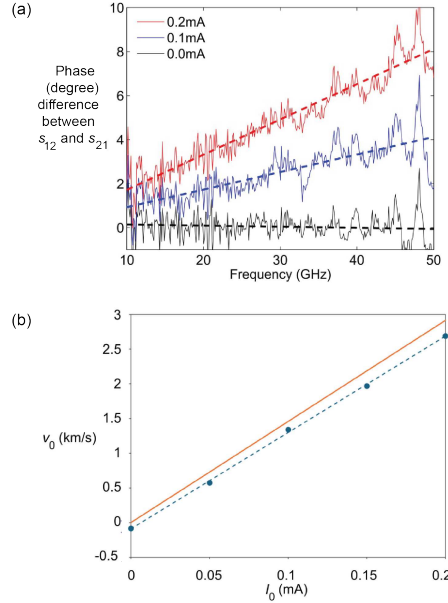 (a)
10
8
6
4
2
0
0.2mA
0.1mA
0.0mA
Phase
(degree)
difference
between
s12 and s21
10 20 30 40 50
Frequency (GHz)
(b)
3
2.5
2
1.5
1
0.5
0
-0.5
v0 (km/s)
0 0.05 0.1 0.15 0.2
I0 (mA)